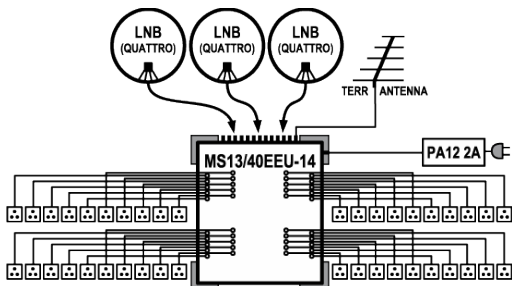 LNB
(QUATTRO)
LNB
(QUATTRO)
LNB
(QUATTRO)
TERR ANTENNA
MS13/40EEU-14
PA12 2A